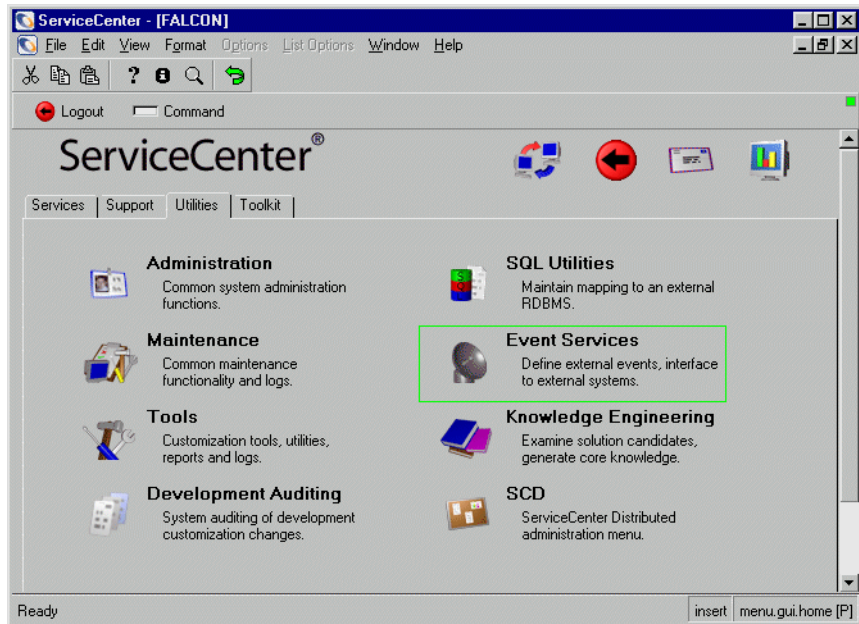 ServiceCenter - [FALCON]
File Edit View Format Options List Options Window Help
Logout Command
ServiceCenter®
Services Support Utilities Toolkit
Administration
Common system administration
functions.
SQL Utilities
Maintain mapping to an external
RDBMS.
Maintenance
Common maintenance
functionality and logs.
Event Services
Define external events, interface
to external systems.
Tools
Customization tools, utilities,
reports and logs.
Knowledge Engineering
Examine solution candidates,
generate core knowledge.
Development Auditing
System auditing of development
customization changes.
SCD
ServiceCenter Distributed
administration menu.
Ready insert menu.gui.home [P]